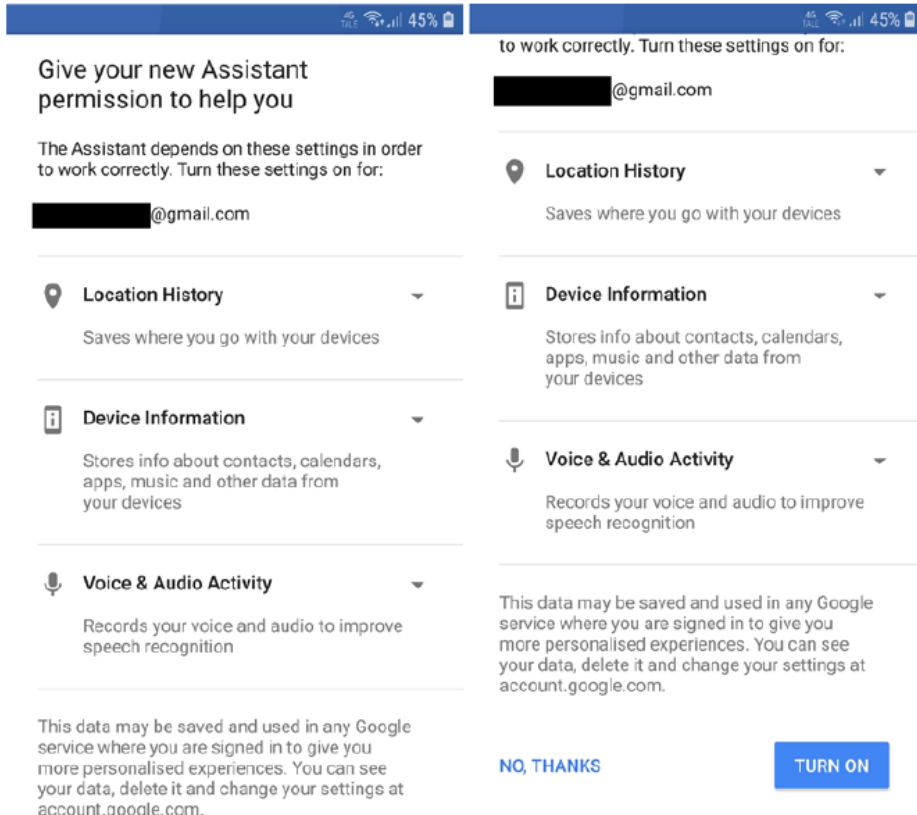 4G 45%
Give your new Assistant
permission to help you
The Assistant depends on these settings in order
to work correctly. Turn these settings on for:
@gmail.com
Location History
Saves where you go with your devices
Device Information
Stores info about contacts, calendars,
apps, music and other data from
your devices
Voice & Audio Activity
Records your voice and audio to improve
speech recognition
This data may be saved and used in any Google
service where you are signed in to give you
more personalised experiences. You can see
your data, delete it and change your settings at
account.google.com.
4G 45%
to work correctly. Turn these settings on for:
@gmail.com
Location History
Saves where you go with your devices
Device Information
Stores info about contacts, calendars,
apps, music and other data from
your devices
Voice & Audio Activity
Records your voice and audio to improve
speech recognition
This data may be saved and used in any Google
service where you are signed in to give you
more personalised experiences. You can see
your data, delete it and change your settings at
account.google.com.
NO, THANKS
TURN ON